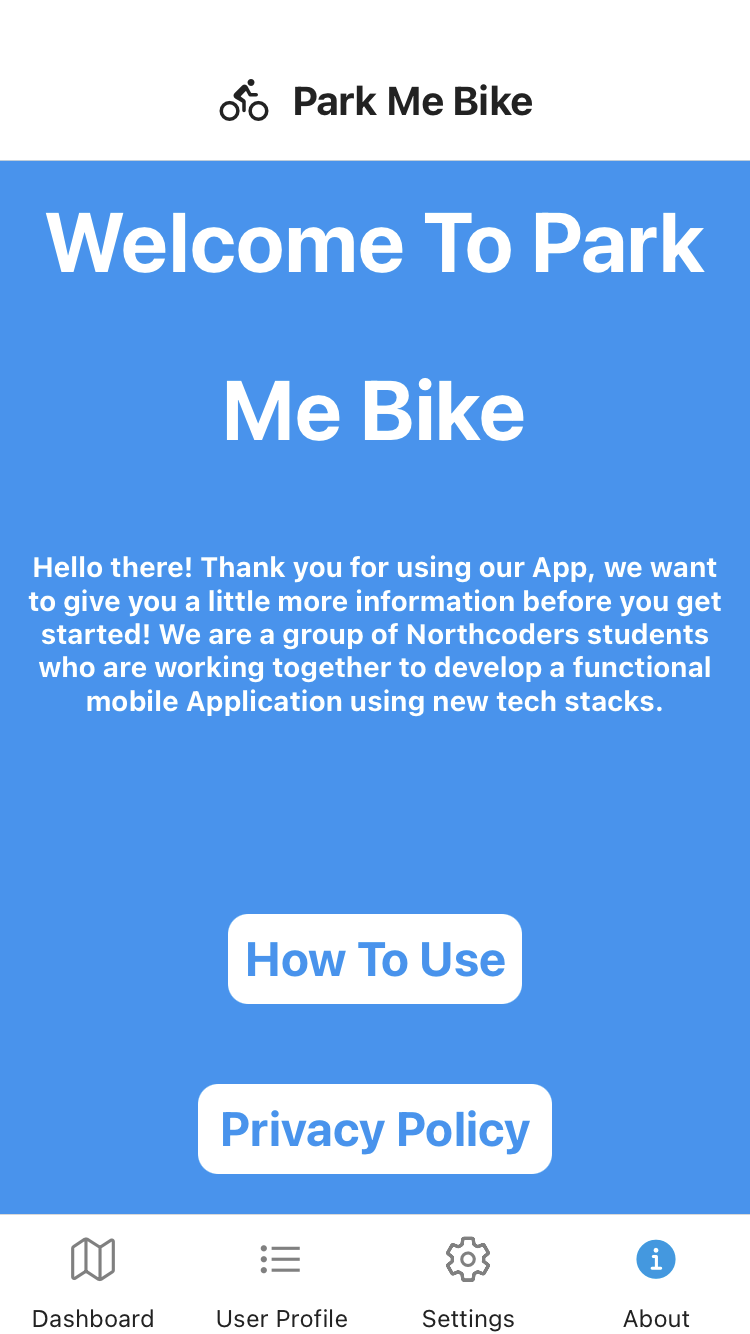 Park Me Bike
Welcome To Park
Me Bike
Hello there! Thank you for using our App, we want
to give you a little more information before you get
started! We are a group of Northcoders students
who are working together to develop a functional
mobile Application using new tech stacks.
How To Use
Privacy Policy
Dashboard
User Profile
Settings
About